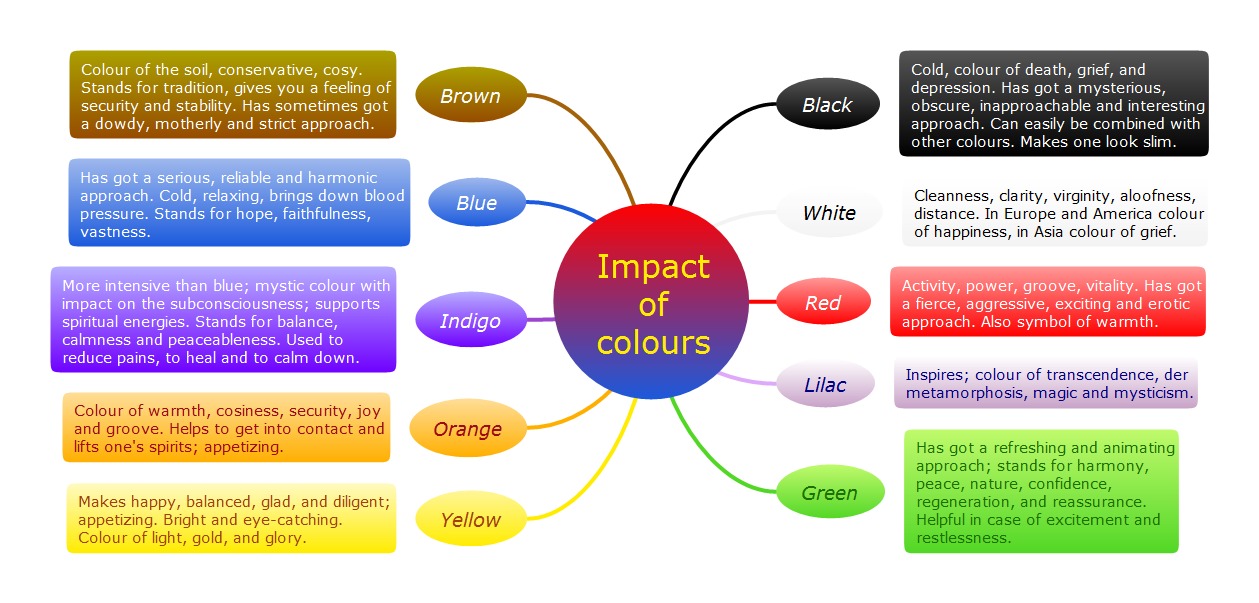 Impact
of
colours
Brown
Colour of the soil, conservative, cosy.
Stands for tradition, gives you a feeling of
security and stability. Has sometimes got
a dowdy, motherly and strict approach.
Blue
Has got a serious, reliable and harmonic
approach. Cold, relaxing, brings down blood
pressure. Stands for hope, faithfulness,
vastness.
Indigo
More intensive than blue; mystic colour with
impact on the subconsciousness; supports
spiritual energies. Stands for balance,
calmness and peaceableness. Used to
reduce pains, to heal and to calm down.
Orange
Colour of warmth, cosiness, security, joy
and groove. Helps to get into contact and
lifts one's spirits; appetizing.
Yellow
Makes happy, balanced, glad, and diligent;
appetizing. Bright and eye-catching.
Colour of light, gold, and glory.
Black
Cold, colour of death, grief, and
depression. Has got a mysterious,
obscure, inapproachable and interesting
approach. Can easily be combined with
other colours. Makes one look slim.
White
Cleanness, clarity, virginity, aloofness,
distance. In Europe and America colour
of happiness, in Asia colour of grief.
Red
Activity, power, groove, vitality. Has got
a fierce, aggressive, exciting and erotic
approach. Also symbol of warmth.
Lilac
Inspires; colour of transcendence, der
metamorphosis, magic and mysticism.
Green
Has got a refreshing and animating
approach; stands for harmony,
peace, nature, confidence,
regeneration, and reassurance.
Helpful in case of excitement and
restlessness.